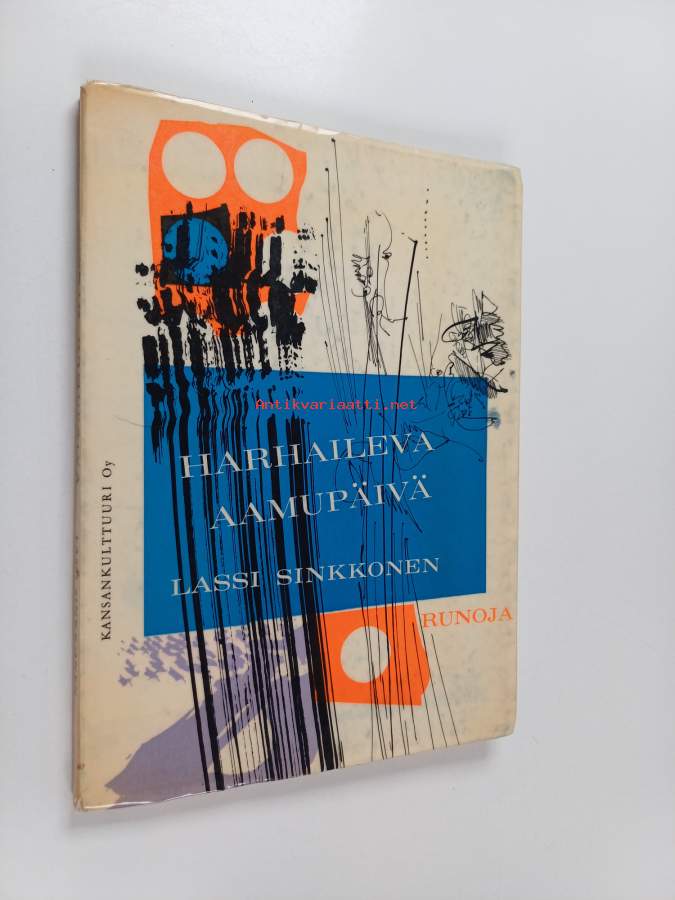 Antikvariaatti.net
HARHAILEVA
AAMUPÄIVÄ
LASSI SINKKONEN
RUNOJA
KANSANKULTTUURI Oy